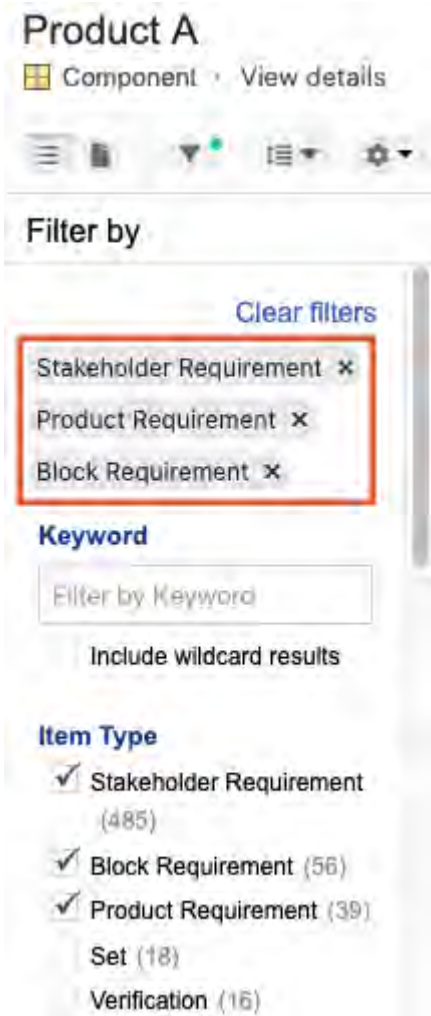 Product A
Component · View details
Filter by
Clear filters
Stakeholder Requirement ×
Product Requirement ×
Block Requirement ×
Keyword
Filter by Keyword
Include wildcard results
Item Type
Stakeholder Requirement
(485)
Block Requirement (56)
Product Requirement (39)
Set (18)
Verification (16)